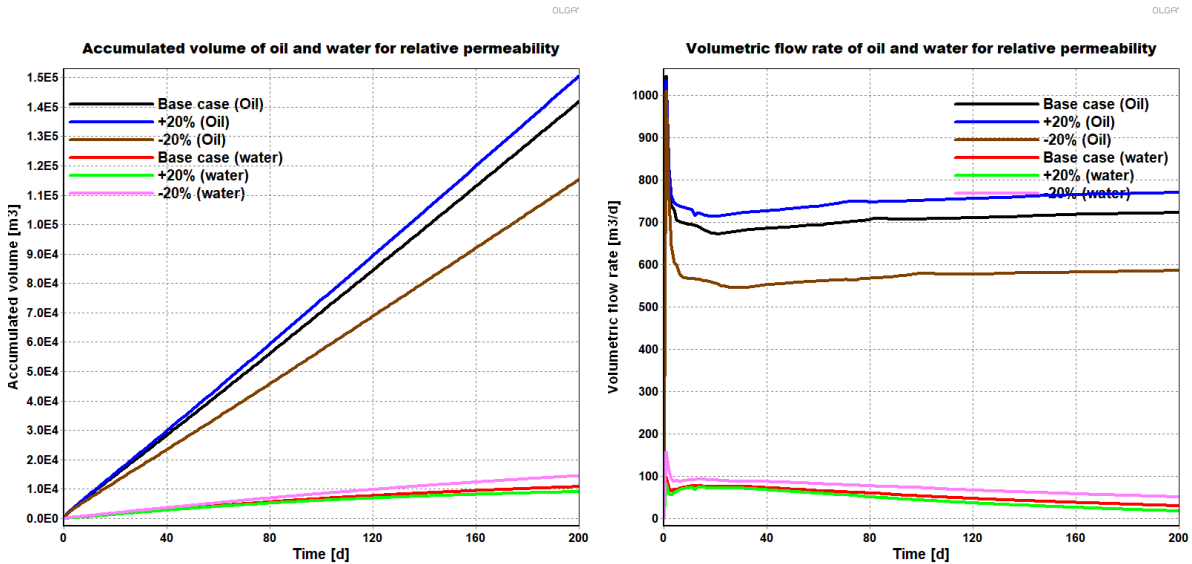 OLGA
Accumulated volume of oil and water for relative permeability
Accumulated volume [m3]
1.5E5
1.4E5
1.3E5
1.2E5
1.1E5
1.0E5
9.0E4
8.0E4
7.0E4
6.0E4
5.0E4
4.0E4
3.0E4
2.0E4
1.0E4
0.0E0
Base case (Oil)
+20% (Oil)
-20% (Oil)
Base case (water)
+20% (water)
-20% (water)
0 40 80 120 160 200
Time [d]
OLGA
Volumetric flow rate of oil and water for relative permeability
Volumetric flow rate [m3/d]
1000
900
800
700
600
500
400
300
200
100
0
Base case (Oil)
+20% (Oil)
-20% (Oil)
Base case (water)
+20% (water)
-20% (water)
0 40 80 120 160 200
Time [d]